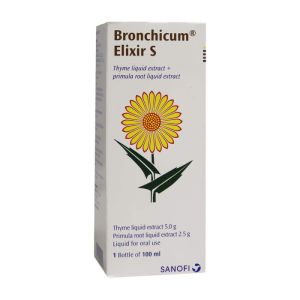 Bronchicum®
Elixir S
Thyme liquid extract +
primula root liquid extract
Thyme liquid extract 5.0 g
Primula root liquid extract 2.5 g
Liquid for oral use
1 Bottle of 100 ml
SANOFI